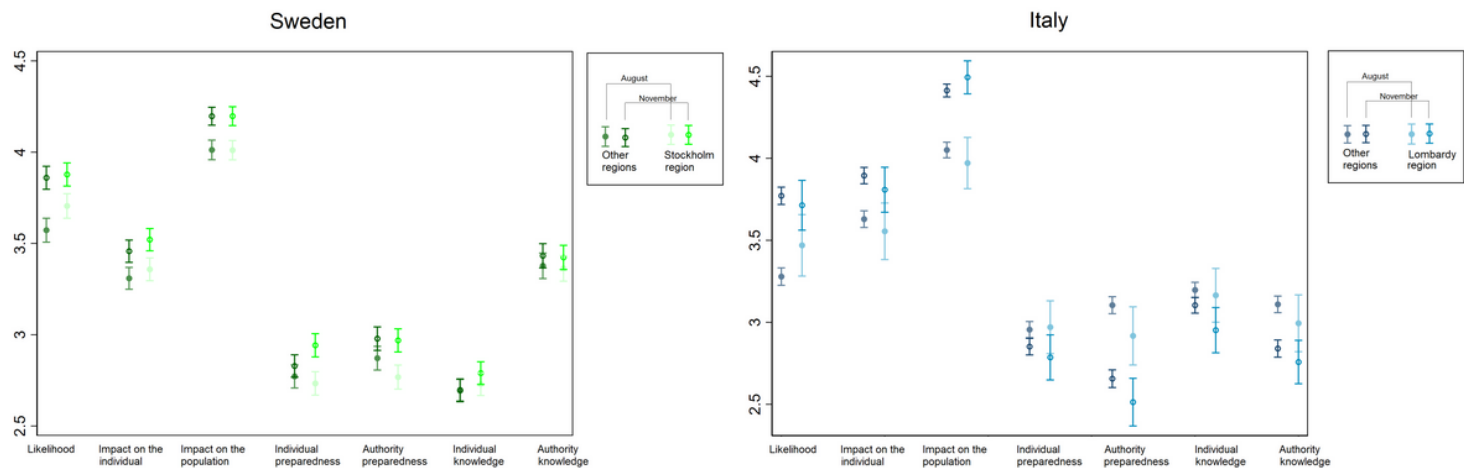 Sweden
4.5
4
3.5
3
2.5
Likelihood
Impact on the
individual
Impact on the
population
Individual
preparedness
Authority
preparedness
Individual
knowledge
Authority
knowledge
August
November
Other
regions
Stockholm
region
Italy
4.5
4
3.5
3
2.5
Likelihood
Impact on the
individual
Impact on the
population
Individual
preparedness
Authority
preparedness
Individual
knowledge
Authority
knowledge
August
November
Other
regions
Lombardy
region